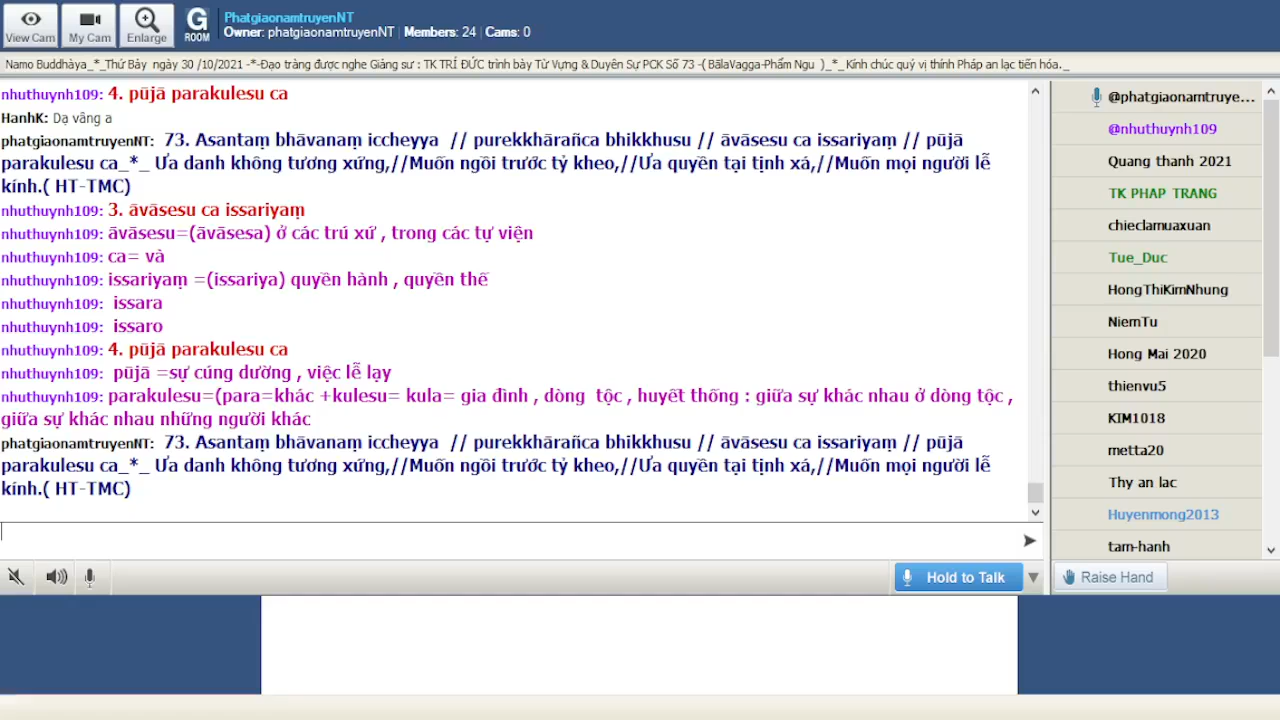 View Cam
My Cam
Enlarge
G
ROOM
PhatgiaonamtruyenNT
Owner: phatgiaonamtruyenNT | Members: 24 | Cams: 0
Namo Buddhàya_*_Thứ Bảy ngày 30 /10/2021 -*-Đạo tràng được nghe Giảng sư : TK TRÍ ĐỨC trình bày Từ Vựng & Duyên Sự PCK Số 73 -( BãlaVagga-Phẩm Ngu )_*_ Kính chúc quý vị thính Pháp an lạc tiến hóa._
nhuthuynh109: 4. pūjā parakulesu ca
HanhK: Dạ vâng a
phatgiaonamtruyenNT: 73. Asantaṃ bhāvanaṃ iccheyya // purekkhārañca bhikkhusu // āvāsesu ca issariyaṃ // pūjā
parakulesu ca_*_ Ưa danh không tương xứng,//Muốn ngồi trước tỷ kheo,//Ưa quyền tại tịnh xá,//Muốn mọi người lễ
kính.( HT-TMC)
nhuthuynh109: 3. āvāsesu ca issariyaṃ
nhuthuynh109: āvāsesu=(āvāsesa) ở các trú xứ , trong các tự viện
nhuthuynh109: ca= và
nhuthuynh109: issariyaṃ =(issariya) quyền hành , quyền thế
nhuthuynh109: issara
nhuthuynh109: issaro
nhuthuynh109: 4. pūjā parakulesu ca
nhuthuynh109: pūjā =sự cúng dường , việc lễ lạy
nhuthuynh109: parakulesu=(para=khác +kulesu= kula= gia đình , dòng tộc , huyết thống : giữa sự khác nhau ở dòng tộc ,
giữa sự khác nhau những người khác
phatgiaonamtruyenNT: 73. Asantaṃ bhāvanaṃ iccheyya // purekkhārañca bhikkhusu // āvāsesu ca issariyaṃ // pūjā
parakulesu ca_*_ Ưa danh không tương xứng,//Muốn ngồi trước tỷ kheo,//Ưa quyền tại tịnh xá,//Muốn mọi người lễ
kính.( HT-TMC)
@phatgiaonamtruye...
@nhuthuynh109
Quang thanh 2021
TK PHAP TRANG
chieclamuaxuan
Tue_Duc
HongThiKimNhung
NiemTu
Hong Mai 2020
thienvu5
KIM1018
metta20
Thy an lac
Huyenmong2013
tam-hanh
Hold to Talk
Raise Hand